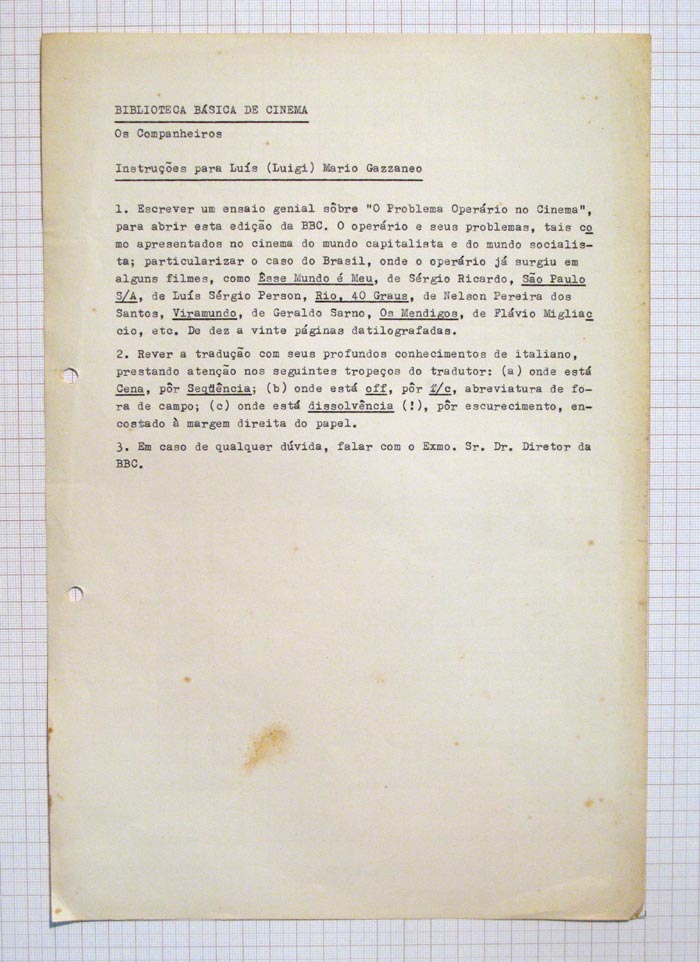 BIBLIOTECA BÁSICA DE CINEMA
Os Companheiros
Instruções para Luís (Luigi) Mario Gazzaneo
1. Escrever um ensaio genial sôbre "O Problema Operário no Cinema",
para abrir esta edição da BBC. O operário e seus problemas, tais co
mo apresentados no cinema do mundo capitalista e do mundo socialis-
ta; particularizar o caso do Brasil, onde o operário já surgiu em
alguns filmes, como Êsse Mundo é Meu, de Sérgio Ricardo, São Paulo
S/A, de Luís Sérgio Person, Rio, 40 Graus, de Nelson Pereira dos
Santos, Viramundo, de Geraldo Sarno, Os Mendigos, de Flávio Migliac
cio, etc. De dez a vinte páginas datilografadas.
2. Rever a tradução com seus profundos conhecimentos de italiano,
prestando atenção nos seguintes tropeços do tradutor: (a) onde está
Cena, pôr Seqüência; (b) onde está off, pôr f/c, abreviatura de fo-
ra de campo; (c) onde está dissolvência (!), pôr escurecimento, en-
costado à margem direita do papel.
3. Em caso de qualquer dúvida, falar com o Exmo. Sr. Dr. Diretor da
BBC.